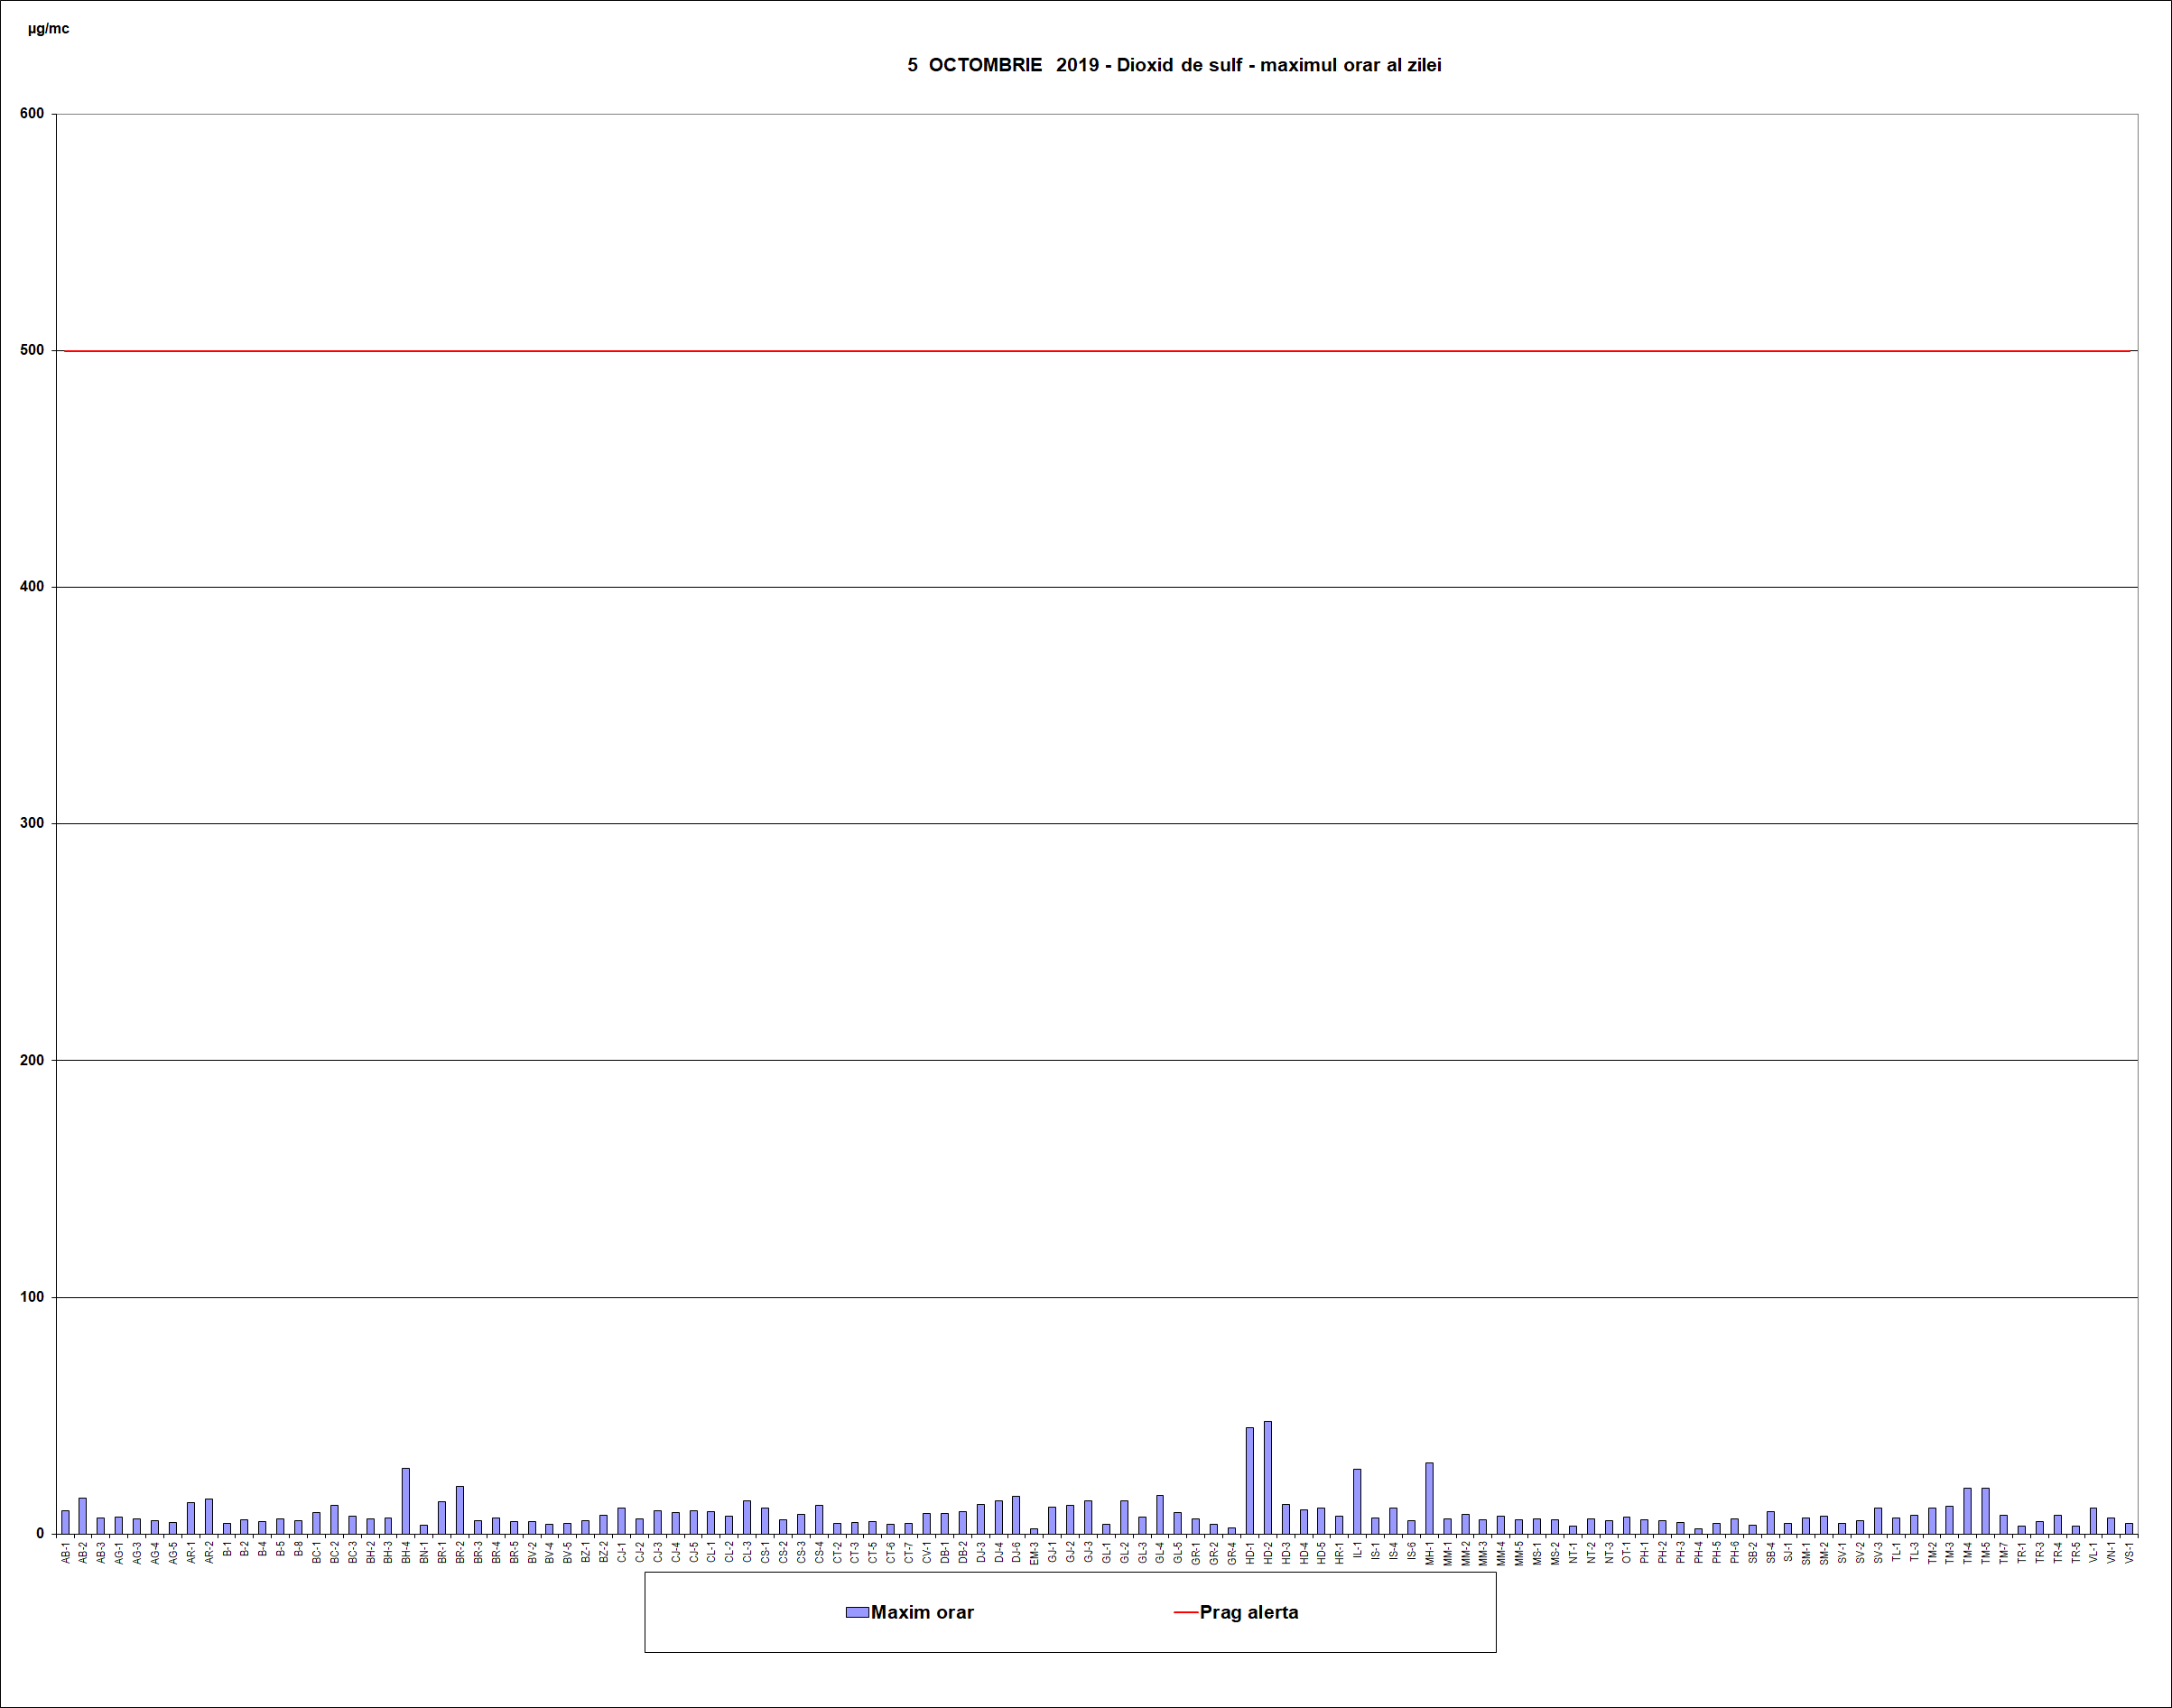 µg/mc
5 OCTOMBRIE 2019 - Dioxid de sulf - maximul orar al zilei
600
500
400
300
200
100
0
AB-1 AB-2 AB-3 AG-1 AG-3 AG-4 AG-5 AR-1 AR-2 B-1 B-2 B-4 B-5 B-8 BC-1 BC-2 BC-3 BH-2 BH-3 BH-4 BN-1 BR-1 BR-2 BR-3 BR-4 BR-5 BV-2 BV-4 BV-5 BZ-1 BZ-2 CJ-1 CJ-2 CJ-3 CJ-4 CJ-5 CL-1 CL-2 CL-3 CS-1 CS-2 CS-3 CS-4 CT-2 CT-3 CT-5 CT-6 CT-7 CV-1 DB-1 DB-2 DJ-3 DJ-4 DJ-6 EM-3 GJ-1 GJ-2 GJ-3 GL-1 GL-2 GL-3 GL-4 GL-5 GR-1 GR-2 GR-4 HD-1 HD-2 HD-3 HD-4 HD-5 HR-1 IL-1 IS-1 IS-4 IS-6 MH-1 MM-1 MM-2 MM-3 MM-4 MM-5 MS-1 MS-2 NT-1 NT-2 NT-3 OT-1 PH-1 PH-2 PH-3 PH-4 PH-5 PH-6 SB-2 SB-4 SJ-1 SM-1 SM-2 SV-1 SV-2 SV-3 TL-1 TL-3 TM-2 TM-3 TM-4 TM-5 TM-7 TR-1 TR-3 TR-4 TR-5 VL-1 VN-1 VS-1
Maxim orar Prag alerta